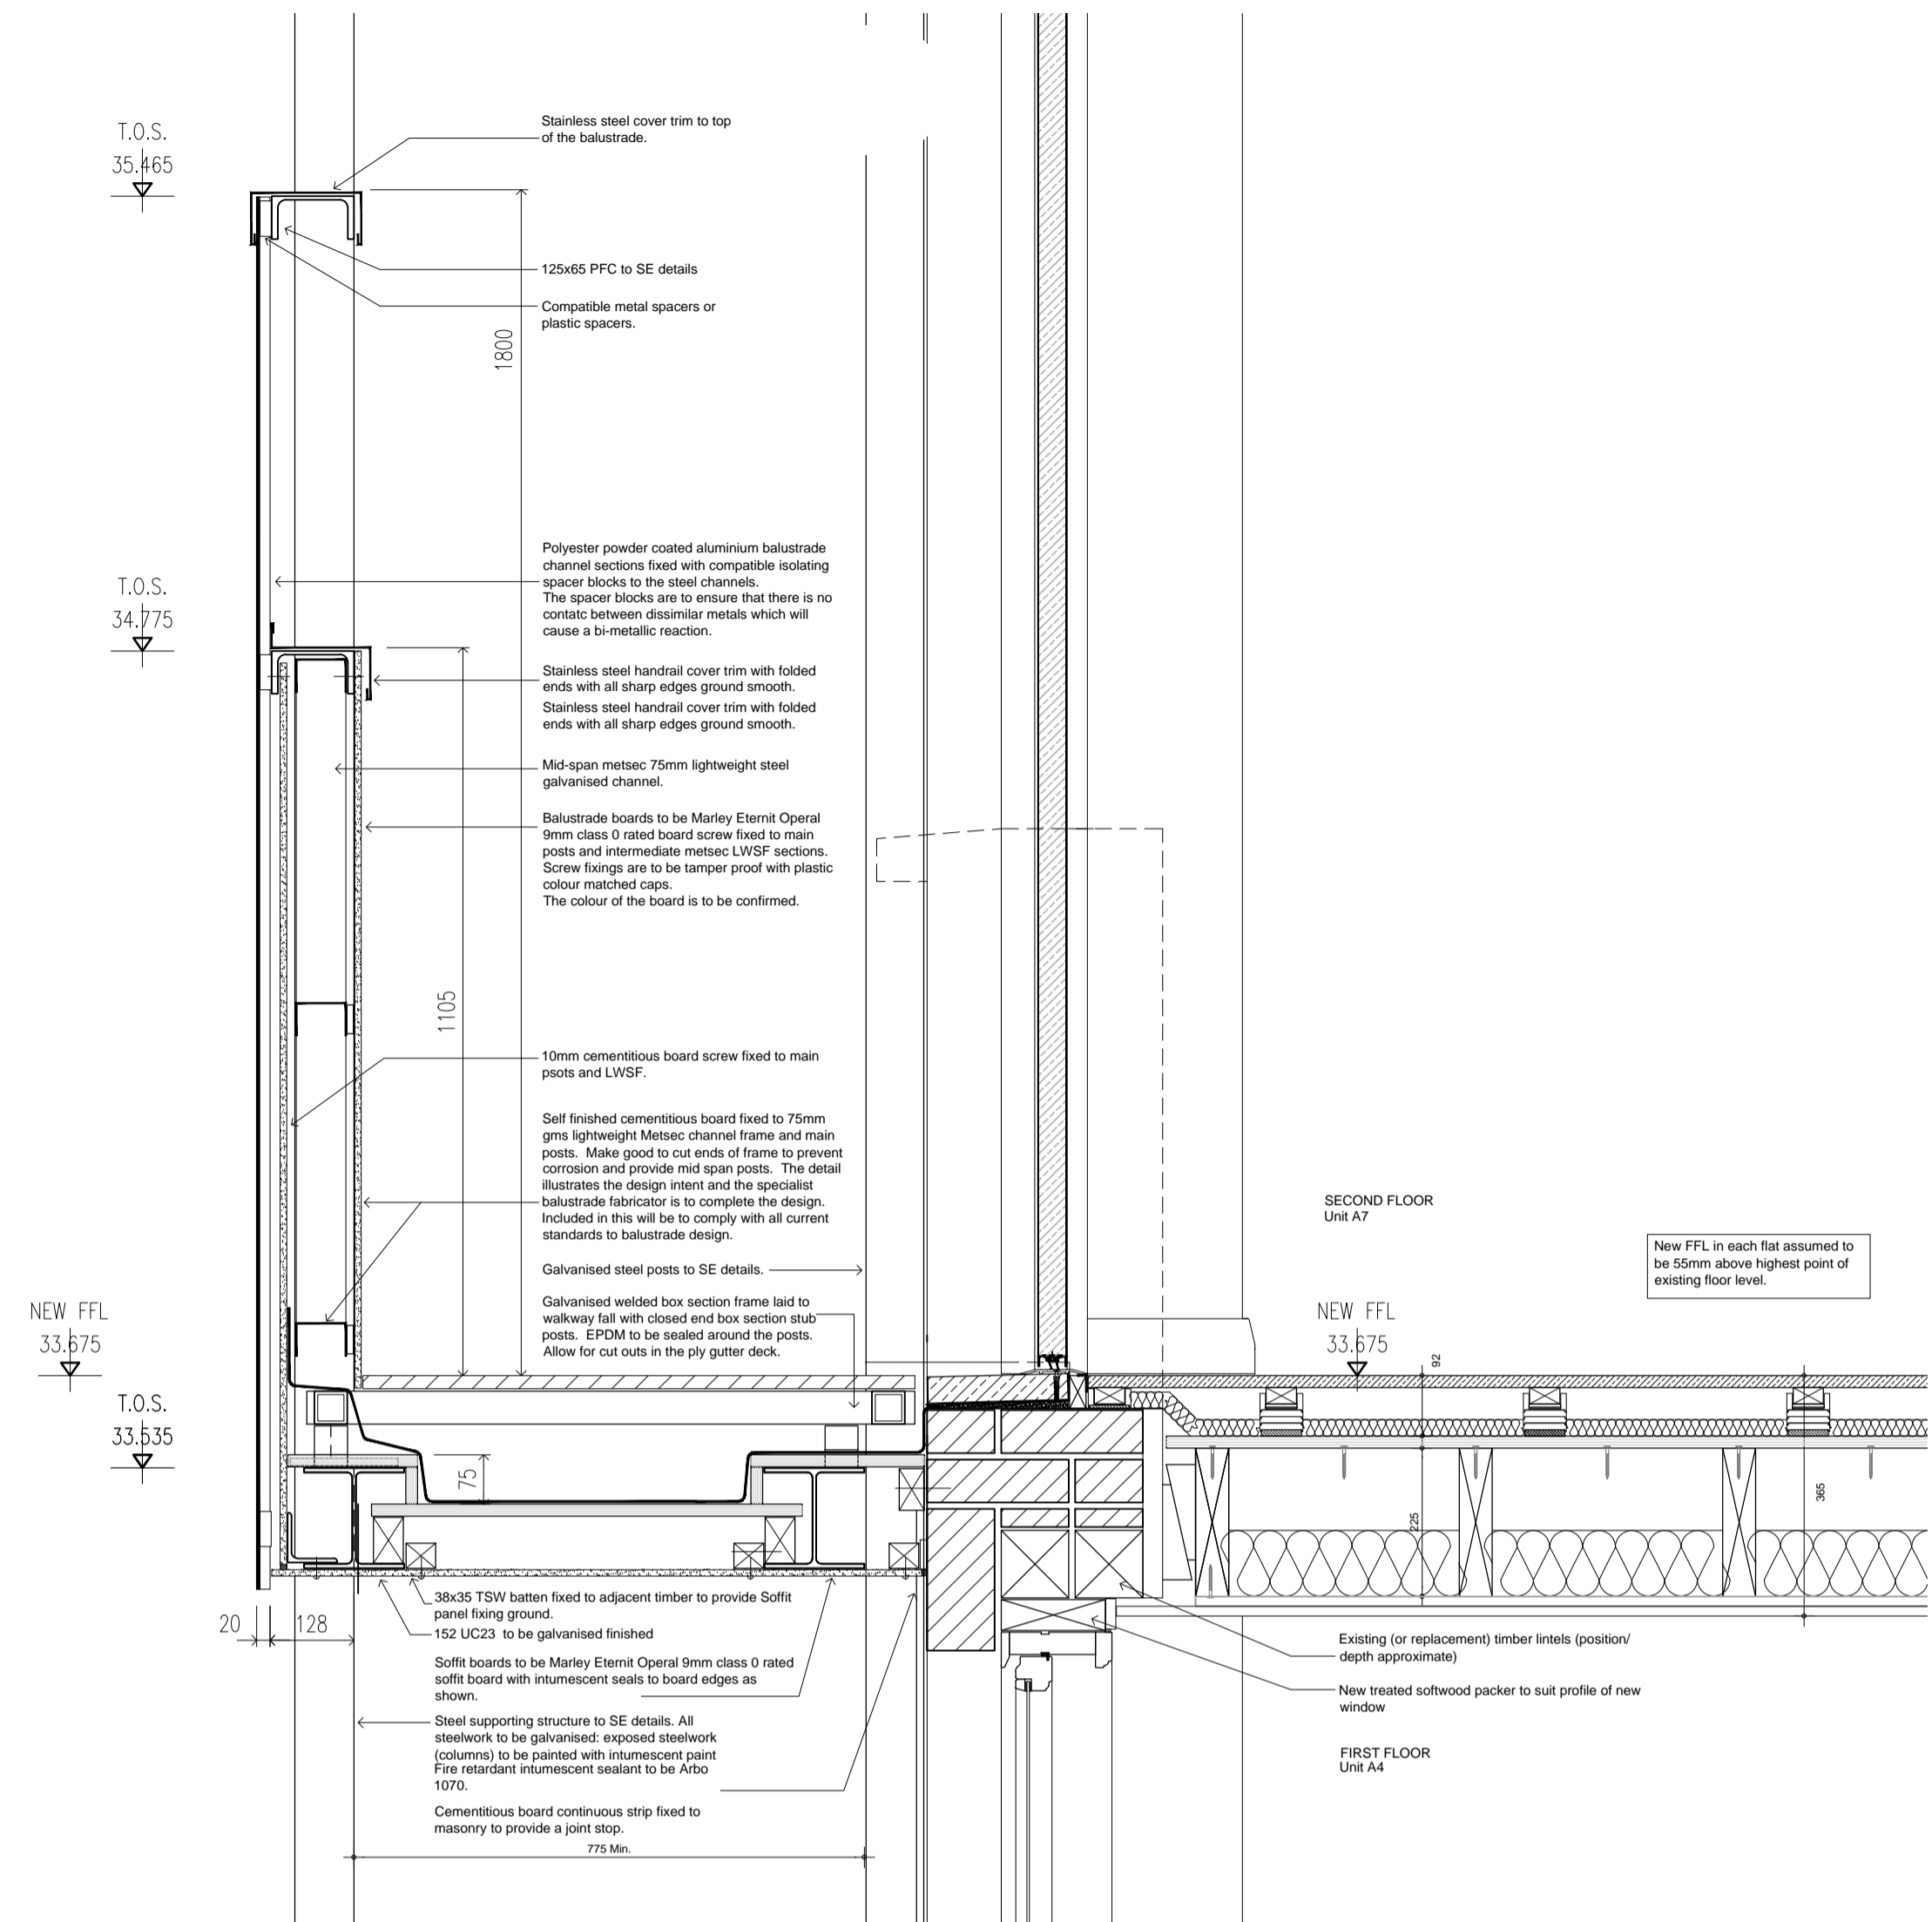 T.O.S.
35.465
Stainless steel cover trim to top
of the balustrade.
125x65 PFC to SE details
Compatible metal spacers or
plastic spacers.
1800
Polyester powder coated aluminium balustrade
channel sections fixed with compatible isolating
spacer blocks to the steel channels.
The spacer blocks are to ensure that there is no
contatc between dissimilar metals which will
cause a bi-metallic reaction.
T.O.S.
34.775
Stainless steel handrail cover trim with folded
ends with all sharp edges ground smooth.
Stainless steel handrail cover trim with folded
ends with all sharp edges ground smooth.
Mid-span metsec 75mm lightweight steel
galvanised channel.
Balustrade boards to be Marley Eternit Operal
9mm class 0 rated board screw fixed to main
posts and intermediate metsec LWSF sections.
Screw fixings are to be tamper proof with plastic
colour matched caps.
The colour of the board is to be confirmed.
1105
10mm cementitious board screw fixed to main
psots and LWSF.
Self finished cementitious board fixed to 75mm
gms lightweight Metsec channel frame and main
posts. Make good to cut ends of frame to prevent
corrosion and provide mid span posts. The detail
illustrates the design intent and the specialist
balustrade fabricator is to complete the design.
Included in this will be to comply with all current
standards to balustrade design.
Galvanised steel posts to SE details.
Galvanised welded box section frame laid to
walkway fall with closed end box section stub
posts. EPDM to be sealed around the posts.
Allow for cut outs in the ply gutter deck.
SECOND FLOOR
Unit A7
New FFL in each flat assumed to
be 55mm above highest point of
existing floor level.
NEW FFL
33.675
NEW FFL
33.675
92
T.O.S.
33.535
75
225
365
20
128
38x35 TSW batten fixed to adjacent timber to provide Soffit
panel fixing ground.
152 UC23 to be galvanised finished
Soffit boards to be Marley Eternit Operal 9mm class 0 rated
soffit board with intumescent seals to board edges as
shown.
Steel supporting structure to SE details. All
steelwork to be galvanised: exposed steelwork
(columns) to be painted with intumescent paint
Fire retardant intumescent sealant to be Arbo
1070.
Cementitious board continuous strip fixed to
masonry to provide a joint stop.
775 Min.
Existing (or replacement) timber lintels (position/
depth approximate)
New treated softwood packer to suit profile of new
window
FIRST FLOOR
Unit A4